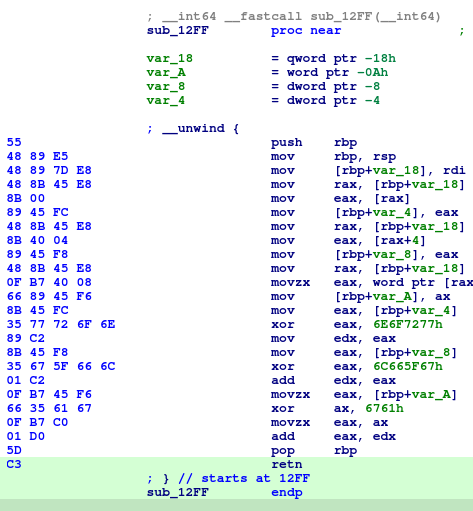 ; __int64 __fastcall sub_12FF(__int64)
sub_12FF proc near ;
var_18 = qword ptr -18h
var_A = word ptr -0Ah
var_8 = dword ptr -8
var_4 = dword ptr -4
; __unwind {
55 push rbp
48 89 E5 mov rbp, rsp
48 89 7D E8 mov [rbp+var_18], rdi
48 8B 45 E8 mov rax, [rbp+var_18]
8B 00 mov eax, [rax]
89 45 FC mov [rbp+var_4], eax
48 8B 45 E8 mov rax, [rbp+var_18]
8B 40 04 mov eax, [rax+4]
89 45 F8 mov [rbp+var_8], eax
48 8B 45 E8 mov rax, [rbp+var_18]
0F B7 40 08 movzx eax, word ptr [rax
66 89 45 F6 mov [rbp+var_A], ax
8B 45 FC mov eax, [rbp+var_4]
35 77 72 6F 6E xor eax, 6E6F7277h
89 C2 mov edx, eax
8B 45 F8 mov eax, [rbp+var_8]
35 67 5F 66 6C xor eax, 6C665F67h
01 C2 add edx, eax
0F B7 45 F6 movzx eax, [rbp+var_A]
66 35 61 67 xor ax, 6761h
0F B7 C0 movzx eax, ax
01 D0 add eax, edx
5D pop rbp
C3 retn
; } // starts at 12FF
sub_12FF endp